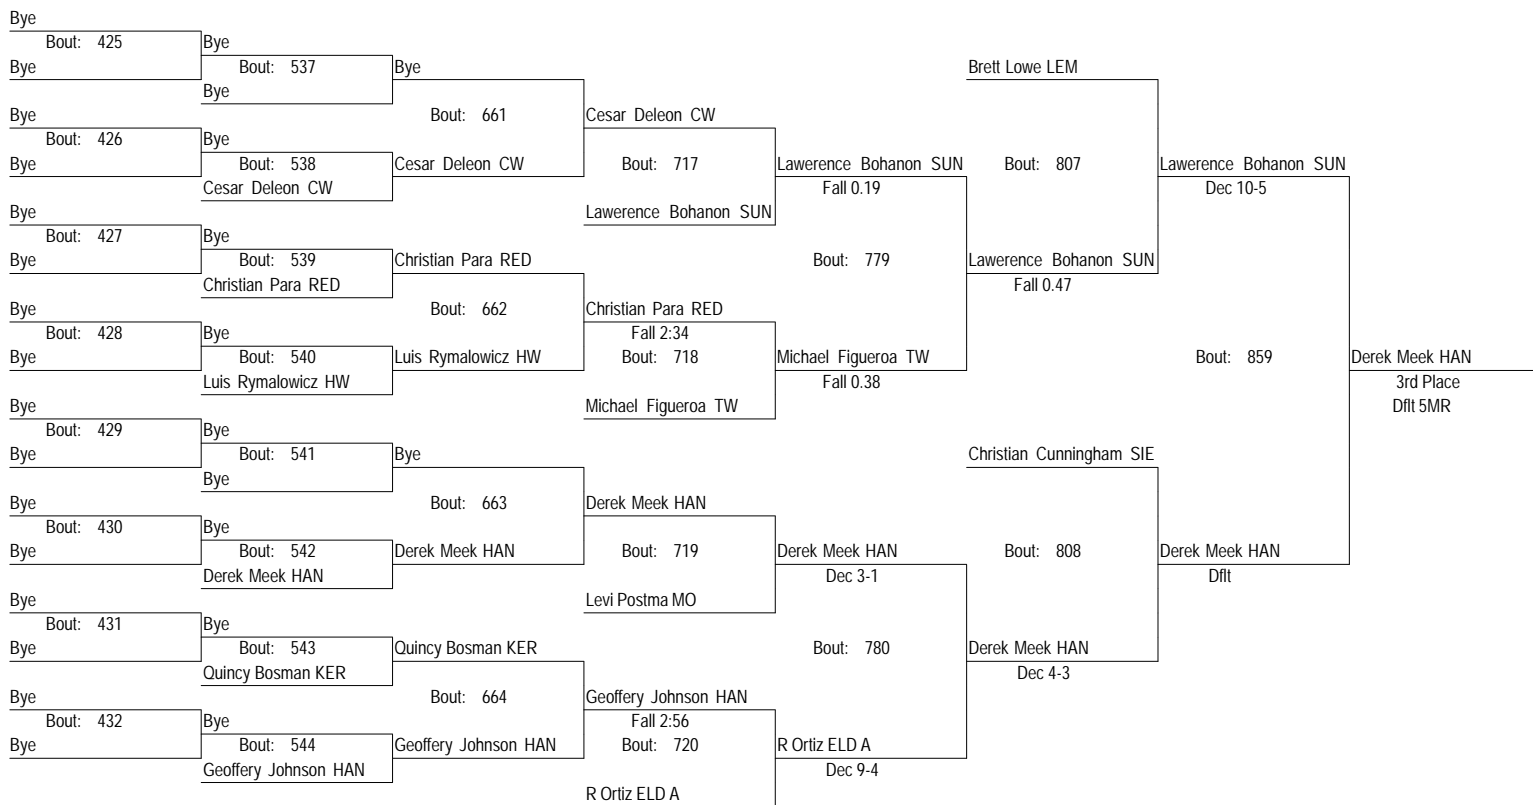 Bye
Bout: 425 Bye
Bye Bout: 537 Bye Brett Lowe LEM
Bye
Bye Bout: 661 Cesar Deleon CW
Bout: 426 Bye
Bye Bout: 538 Cesar Deleon CW Bout: 717 Lawerence Bohanon SUN Bout: 807 Lawerence Bohanon SUN
Cesar Deleon CW Fall 0.19 Dec 10-5
Bye Lawerence Bohanon SUN
Bout: 427 Bye
Bye Bout: 539 Christian Para RED Bout: 779 Lawerence Bohanon SUN
Christian Para RED Fall 0.47
Bye Bout: 662 Christian Para RED
Bout: 428 Bye Fall 2:34
Bye Bout: 540 Luis Rymalowicz HW Bout: 718 Michael Figueroa TW Bout: 859 Derek Meek HAN
Luis Rymalowicz HW Fall 0.38 3rd Place
Bye Michael Figueroa TW Dflt 5MR
Bout: 429 Bye
Bye Bout: 541 Bye Christian Cunningham SIE
Bye
Bye Bout: 663 Derek Meek HAN
Bout: 430 Bye
Bye Bout: 542 Derek Meek HAN Bout: 719 Derek Meek HAN Bout: 808 Derek Meek HAN
Derek Meek HAN Dec 3-1 Dflt
Bye Levi Postma MO
Bout: 431 Bye
Bye Bout: 543 Quincy Bosman KER Bout: 780 Derek Meek HAN
Quincy Bosman KER Dec 4-3
Bye Bout: 664 Geoffery Johnson HAN
Bout: 432 Bye Fall 2:56
Bye Bout: 544 Geoffery Johnson HAN Bout: 720 R Ortiz ELD A
Geoffery Johnson HAN Dec 9-4
R Ortiz ELD A